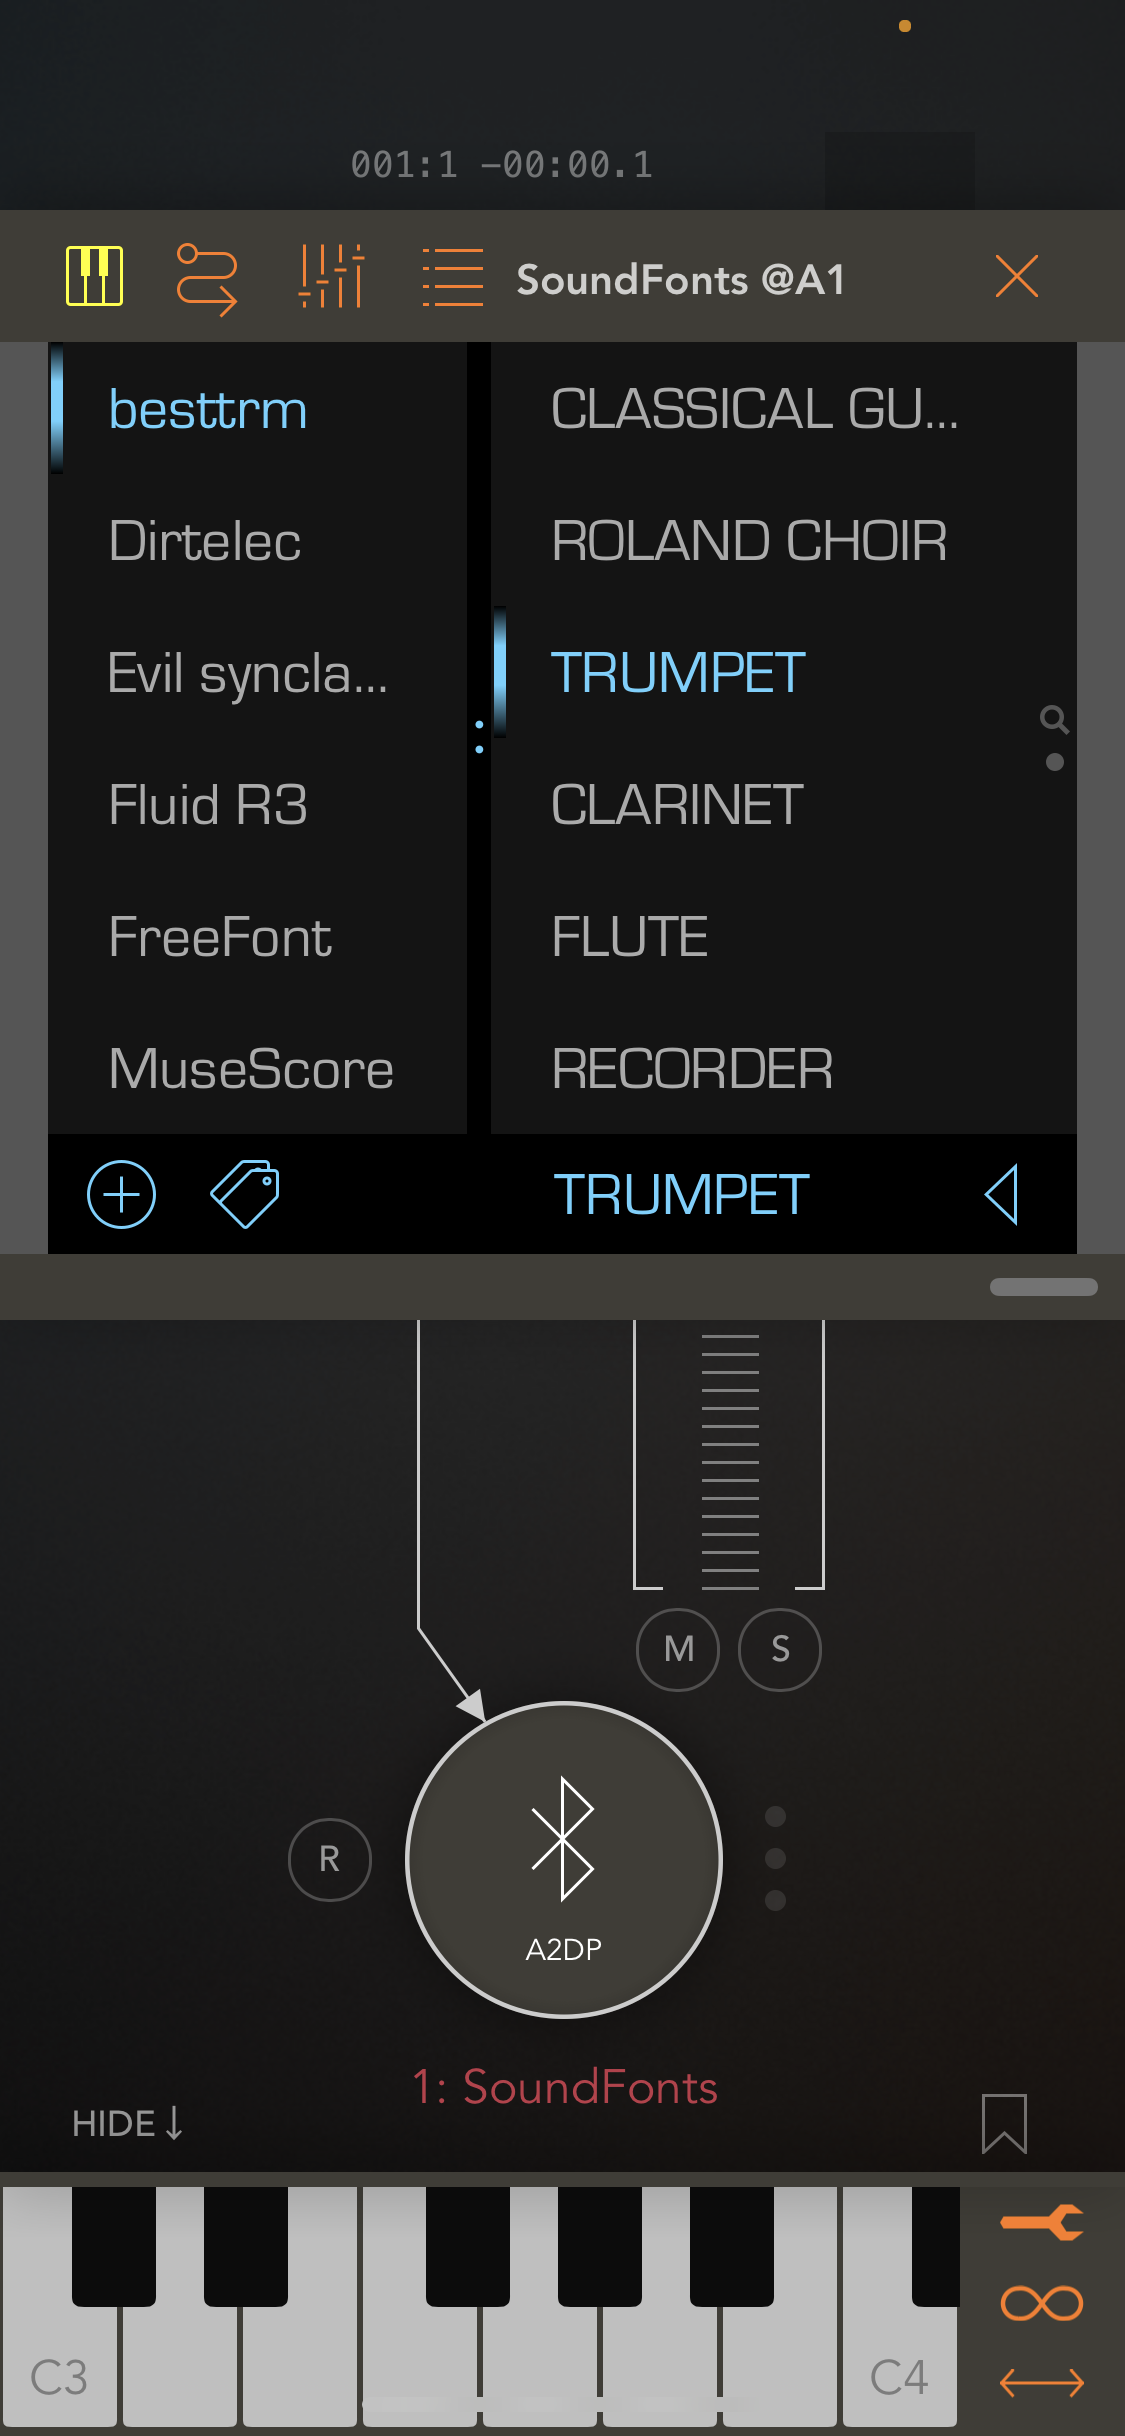 001:1 -00:00.1
SoundFonts @A1
besttrm
Dirtelec
Evil syncla...
Fluid R3
FreeFont
MuseScore
CLASSICAL GU...
ROLAND CHOIR
TRUMPET
CLARINET
FLUTE
RECORDER
TRUMPET
M
S
R
A2DP
1: SoundFonts
HIDE↓
C3
C4